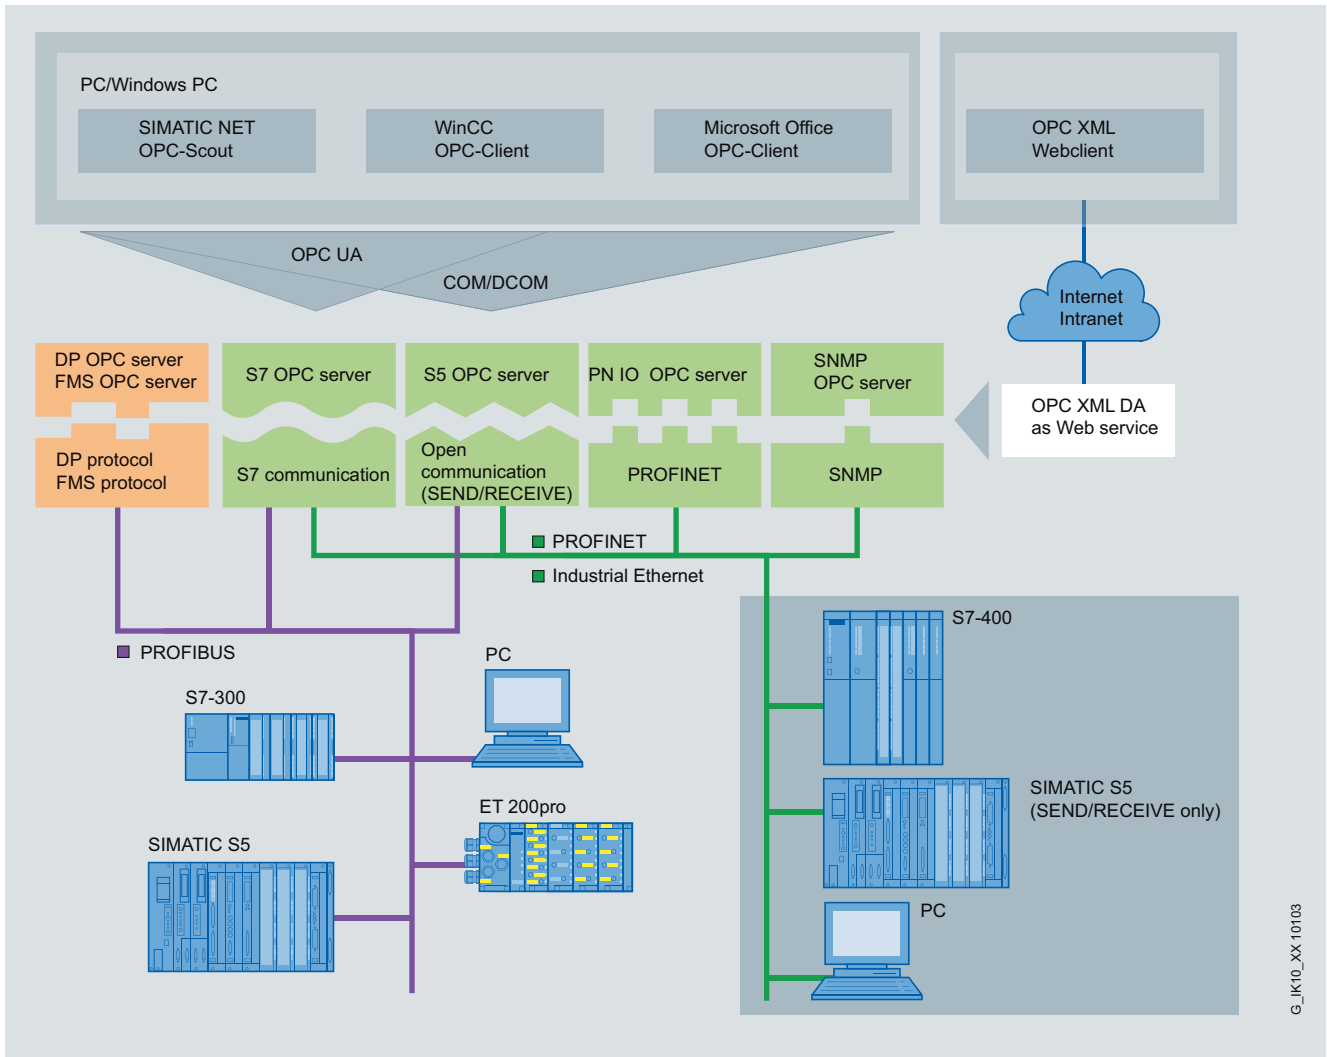 PC/Windows PC
SIMATIC NET
OPC-Scout
WinCC
OPC-Client
Microsoft Office
OPC-Client
OPC XML
Webclient
OPC UA
COM/DCOM
Internet
Intranet
DP OPC server
FMS OPC server
S7 OPC server
S5 OPC server
PN IO OPC server
SNMP
OPC server
OPC XML DA
as Web service
DP protocol
FMS protocol
S7 communication
Open
communication
(SEND/RECEIVE)
PROFINET
SNMP
PROFINET
Industrial Ethernet
PROFIBUS
S7-300
PC
ET 200pro
SIMATIC S5
S7-400
SIMATIC S5
(SEND/RECEIVE only)
PC
G_IK10_XX 10103